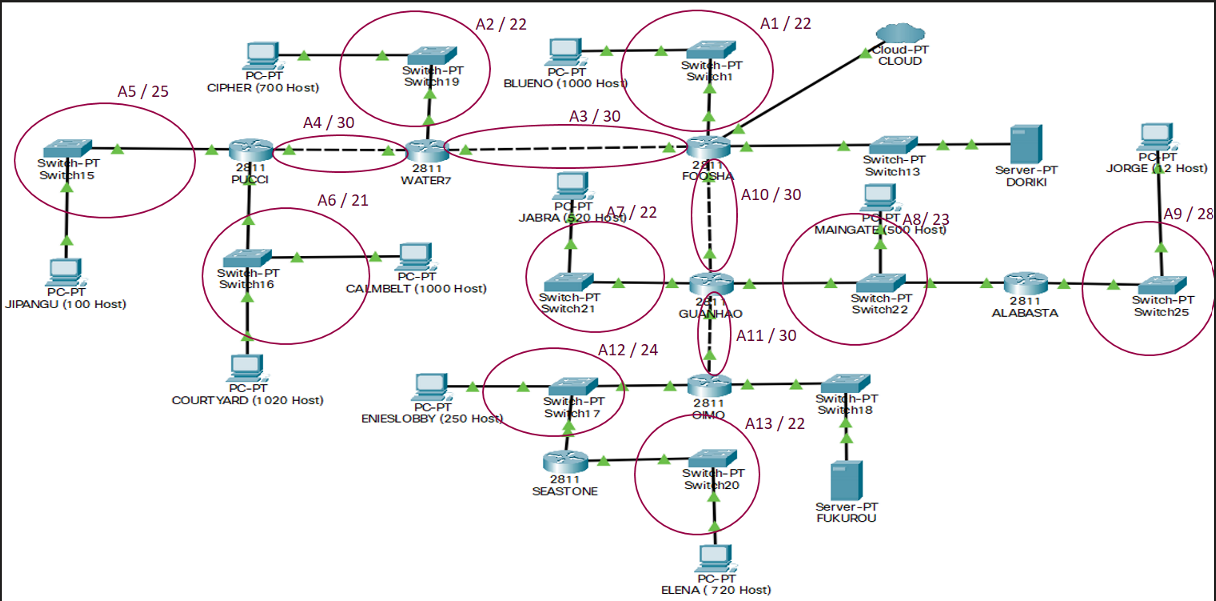 A2 / 22
A1 / 22
Cloud-PT
CLOUD
PC-PT
CIPHER (700 Host)
Switch-PT
Switch19
PC-PT
BLUENO (1000 Host)
Switch-PT
Switch1
A5 / 25
A4 / 30
A3 / 30
Switch-PT
Switch15
2811
PUCCI
2811
WATER7
2811
FOOSHA
Switch-PT
Switch13
Server-PT
DORIKI
PC-PT
JORGE (12 Host)
A6 / 21
PC-PT
JABRA (520 Host)
A7 / 22
A10 / 30
PC-PT
MAINGATE (500 Host)
A8 / 23
A9 / 28
Switch-PT
Switch16
PC-PT
CALMBELT (1000 Host)
PC-PT
JIPANGU (100 Host)
Switch-PT
Switch21
2811
GUANHAO
Switch-PT
Switch22
2811
ALABASTA
Switch-PT
Switch25
A11 / 30
A12 / 24
PC-PT
COURTYARD (1020 Host)
PC-PT
ENIESLOBBY (250 Host)
Switch-PT
Switch17
2811
OIMO
Switch-PT
Switch18
A13 / 22
2811
SEASTONE
Switch-PT
Switch20
Server-PT
FUKUROU
PC-PT
ELENA ( 720 Host)